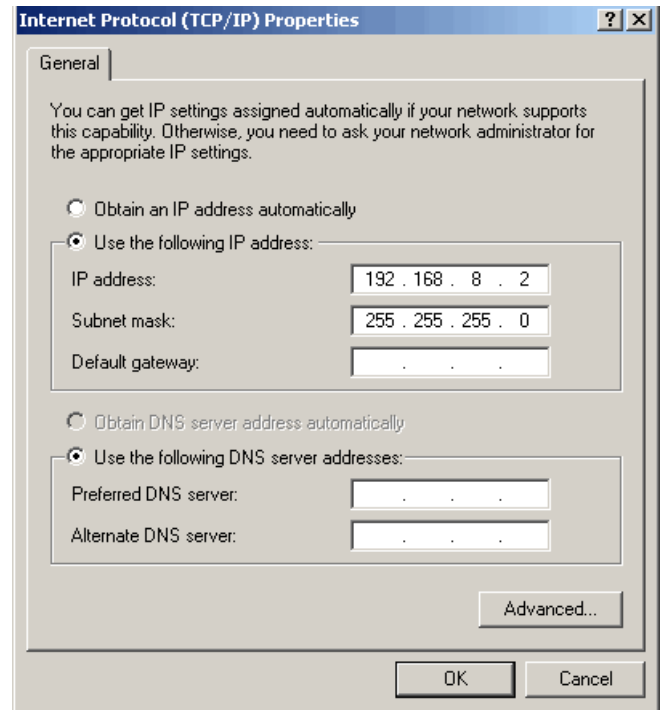 Internet Protocol (TCP/IP) Properties
General
You can get IP settings assigned automatically if your network supports
this capability. Otherwise, you need to ask your network administrator for
the appropriate IP settings.
Obtain an IP address automatically
Use the following IP address:
IP address: 192 . 168 . 8 . 2
Subnet mask: 255 . 255 . 255 . 0
Default gateway: . . .
Obtain DNS server address automatically
Use the following DNS server addresses:
Preferred DNS server: . . .
Alternate DNS server: . . .
Advanced...
OK Cancel